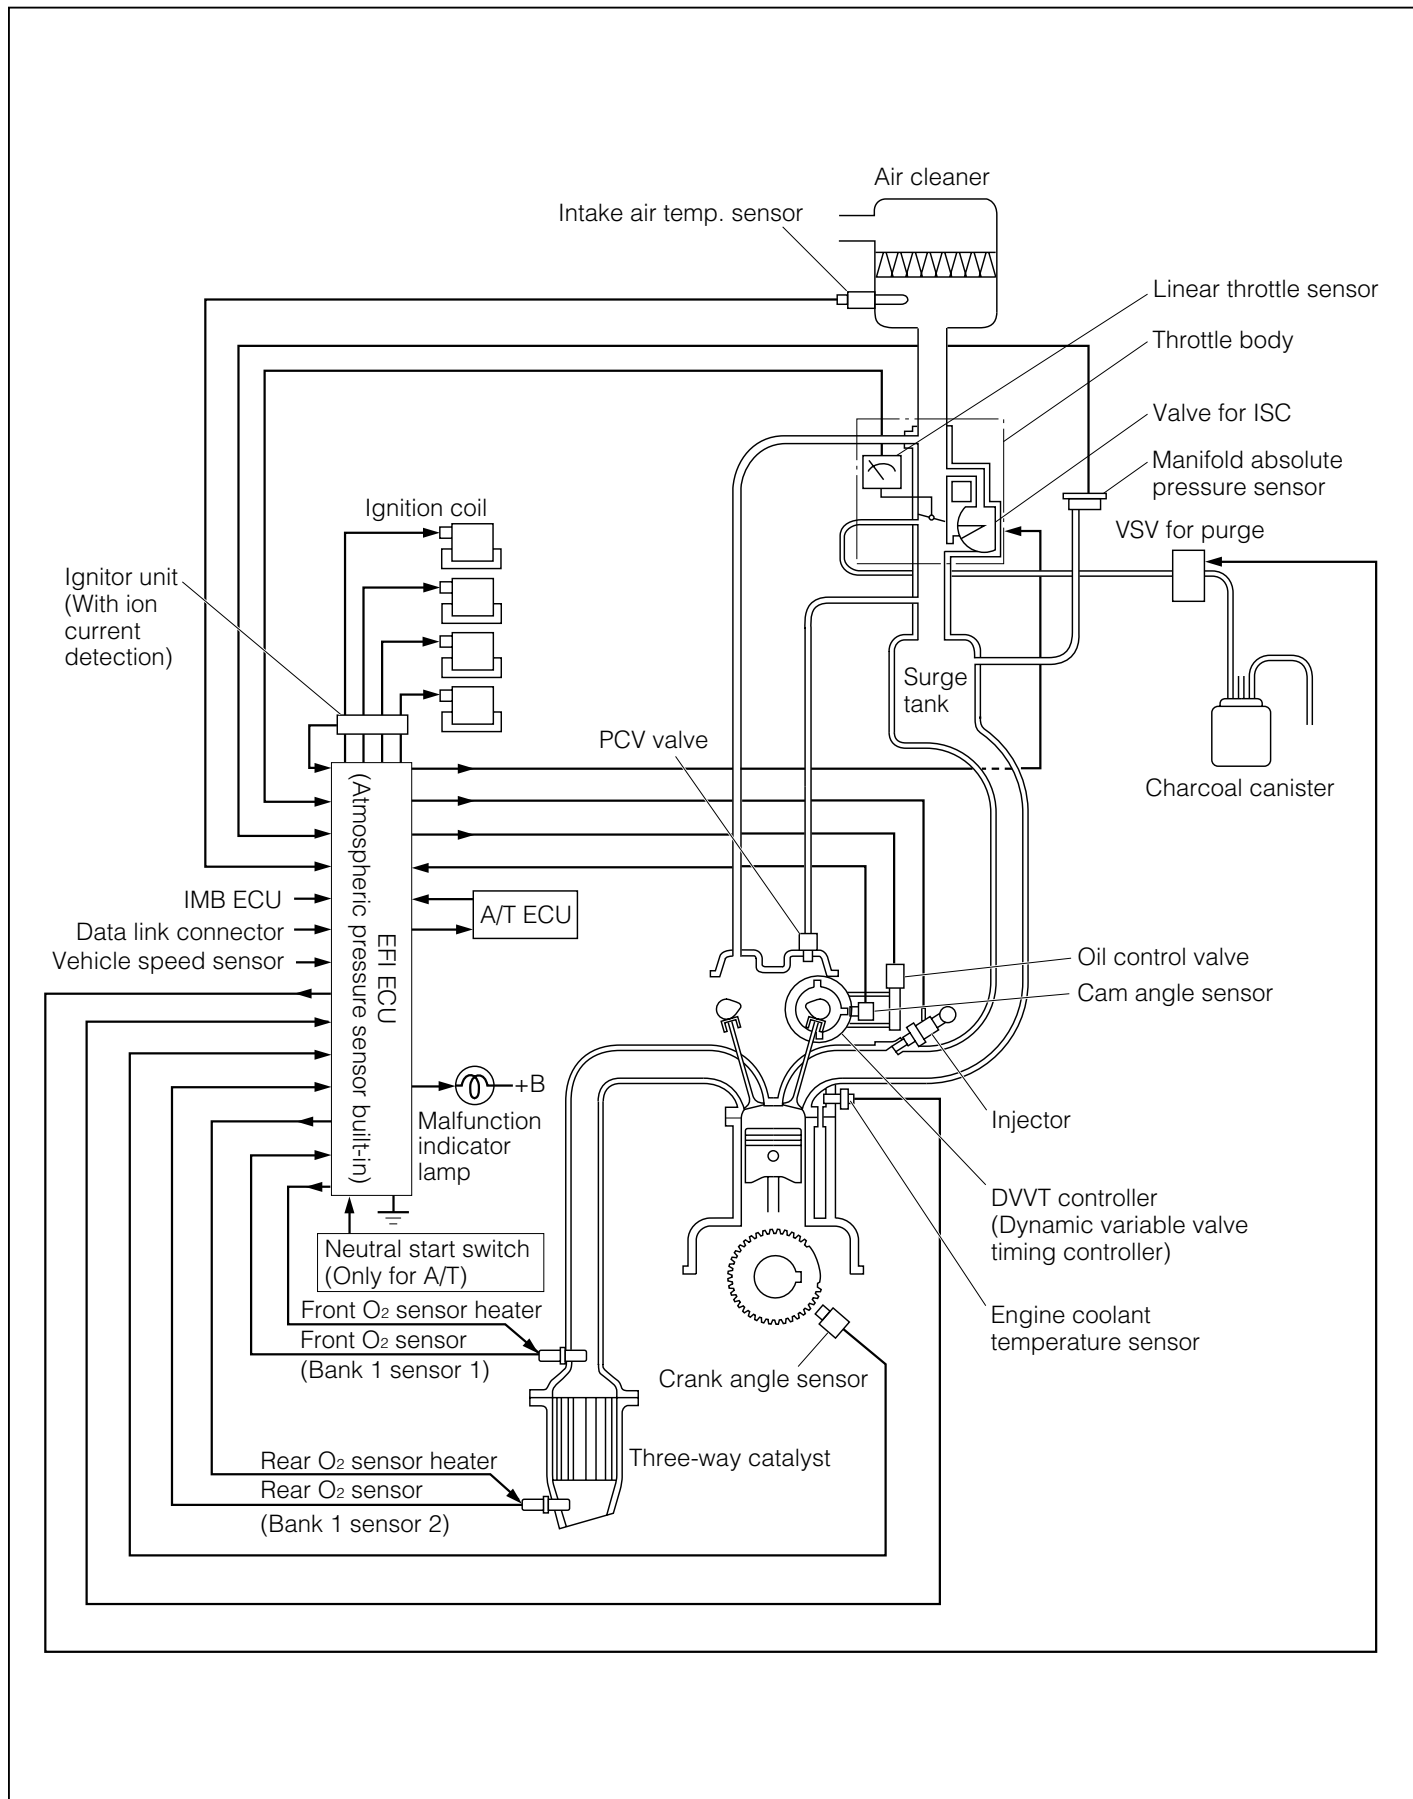 Air cleaner
Intake air temp. sensor
Linear throttle sensor
Throttle body
Valve for ISC
Manifold absolute
pressure sensor
Ignition coil
VSV for purge
Ignitor unit
(With ion
current
detection)
Surge
tank
PCV valve
Charcoal canister
(Atmospheric pressure sensor built-in)
EFI ECU
IMB ECU
A/T ECU
Data link connector
Vehicle speed sensor
Oil control valve
Cam angle sensor
+B
Malfunction
indicator
lamp
Injector
DVVT controller
(Dynamic variable valve
timing controller)
Neutral start switch
(Only for A/T)
Front O₂ sensor heater
Front O₂ sensor
(Bank 1 sensor 1)
Engine coolant
temperature sensor
Crank angle sensor
Three-way catalyst
Rear O₂ sensor heater
Rear O₂ sensor
(Bank 1 sensor 2)